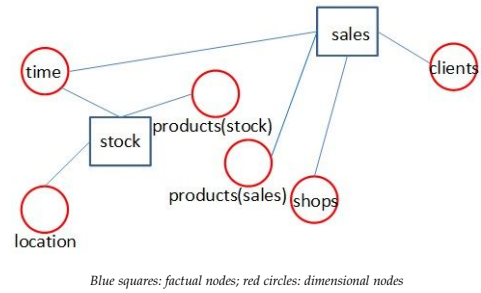 sales
time
clients
products(stock)
stock
products(sales)
shops
location
Blue squares: factual nodes; red circles: dimensional nodes